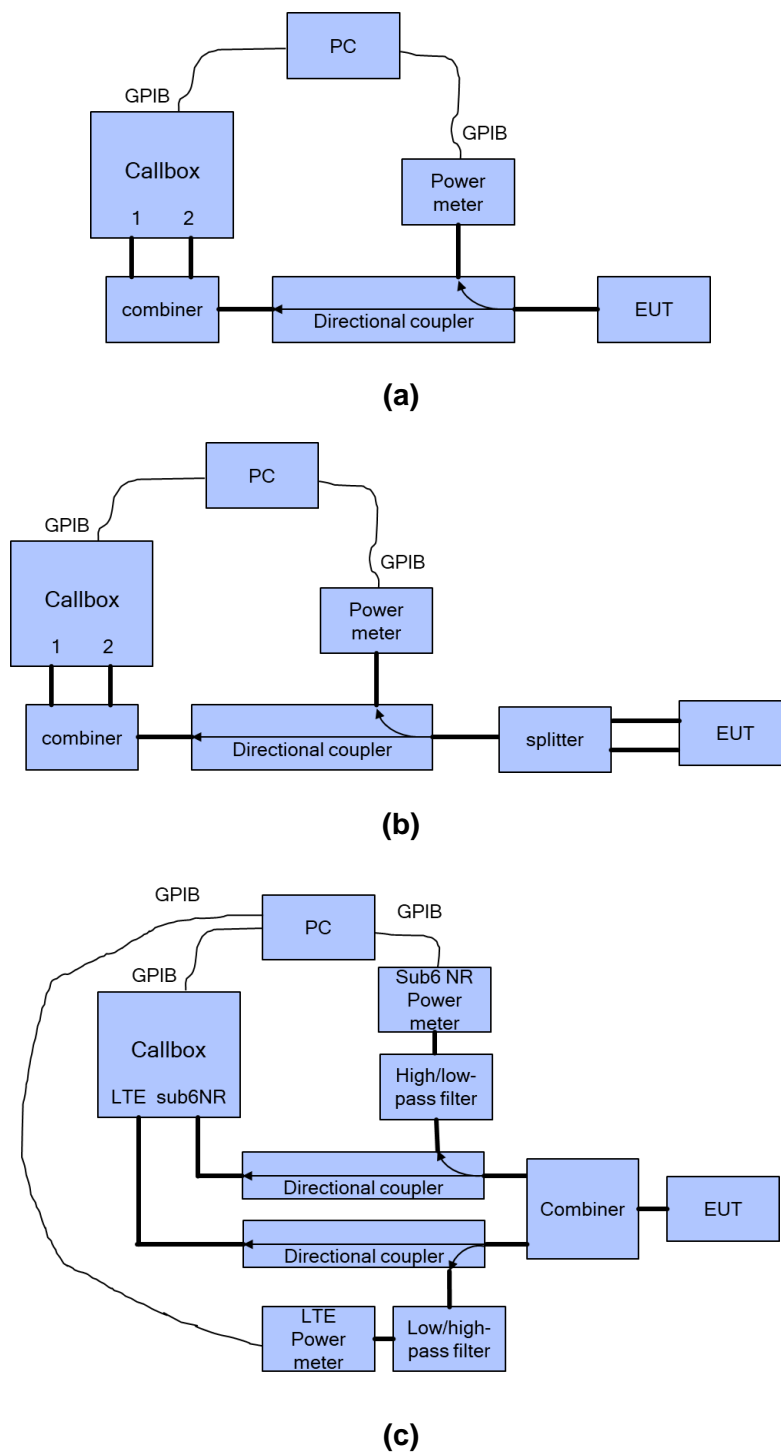 PC
GPIB
GPIB
Callbox
1 2
Power
meter
combiner
Directional coupler
EUT
(a)
PC
GPIB
GPIB
Callbox
1 2
Power
meter
combiner
Directional coupler
splitter
EUT
(b)
GPIB
PC
GPIB
GPIB
Sub6 NR
Power
meter
Callbox
LTE sub6NR
High/low-
pass filter
Directional coupler
Combiner
EUT
Directional coupler
LTE
Power
meter
Low/high-
pass filter
(c)